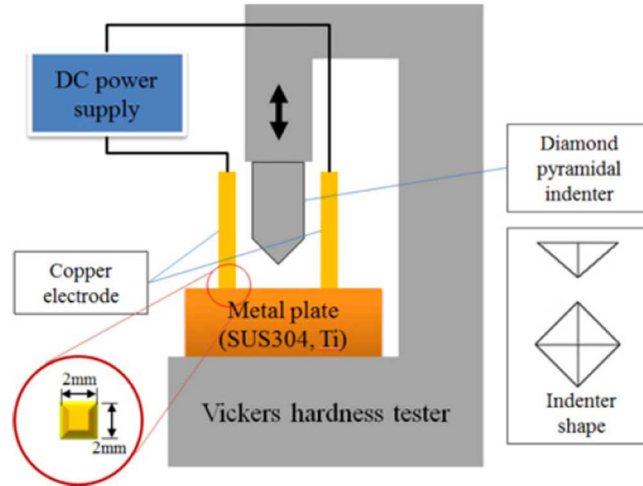 DC power
supply
Diamond
pyramidal
indenter
Copper
electrode
Metal plate
(SUS304, Ti)
2mm
2mm
Vickers hardness tester
Indenter
shape